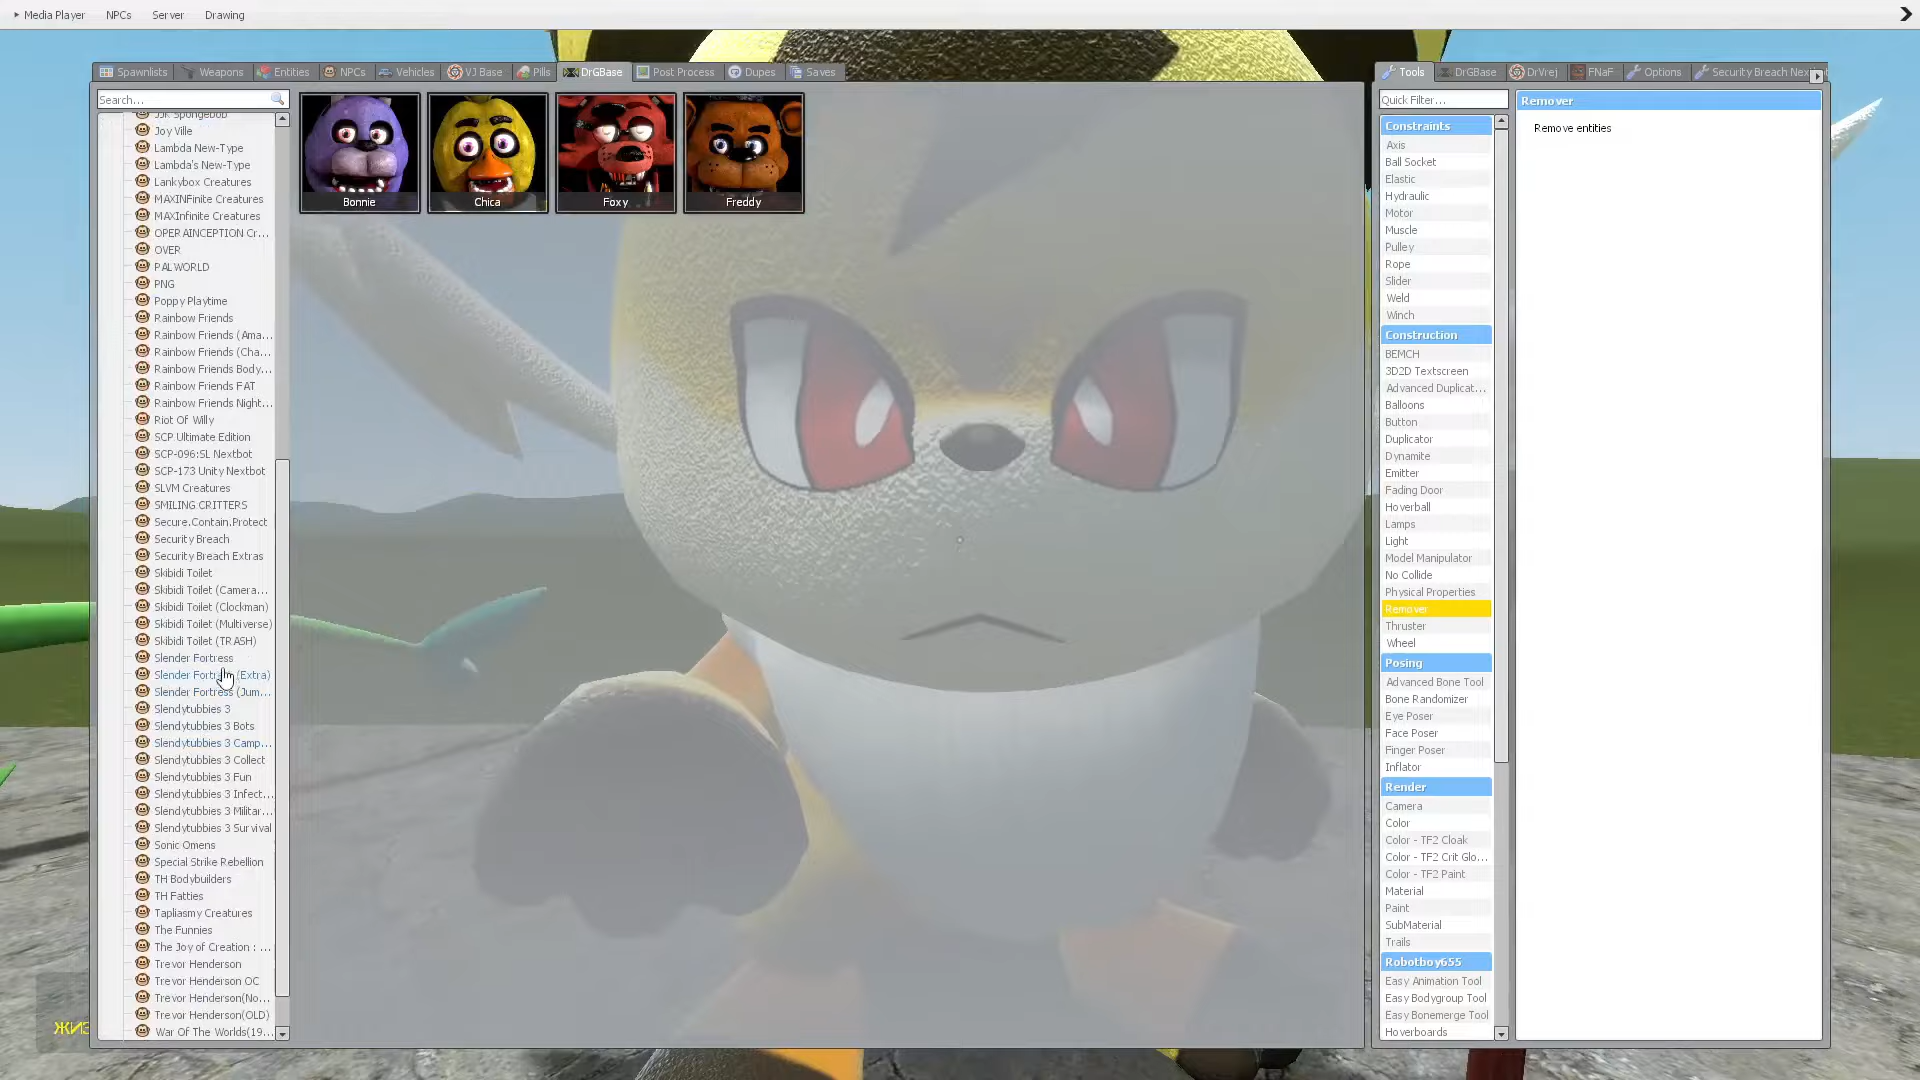 Media Player NPCs Server Drawing
Spawnlists Weapons Entities NPCs Vehicles VJ Base Pills DrGBase Post Process Dupes Saves
Tools DrGBase DrVrej FNaF Options Security Breach
Search...
JJK Spongebob
Joy Ville
Lambda New-Type
Lambda's New-Type
Lankybox Creatures
MAXINFinite Creatures
MAXInfinite Creatures
OPERAINCEPTION Cr...
OVER
PALWORLD
PNG
Poppy Playtime
Rainbow Friends
Rainbow Friends (Ama...
Rainbow Friends (Cha...
Rainbow Friends Body...
Rainbow Friends FAT
Rainbow Friends Night...
Riot Of Willy
SCP Ultimate Edition
SCP-096:SL Nextbot
SCP-173 Unity Nextbot
SLVM Creatures
SMILING CRITTERS
Secure.Contain.Protect
Security Breach
Security Breach Extras
Skibidi Toilet
Skibidi Toilet (Camera...
Skibidi Toilet (Clockman)
Skibidi Toilet (Multiverse)
Skibidi Toilet (TRASH)
Slender Fortress
Slender Fortress (Extra)
Slender Fortress (Jum...
Slendytubbies 3
Slendytubbies 3 Bots
Slendytubbies 3 Camp...
Slendytubbies 3 Collect
Slendytubbies 3 Fun
Slendytubbies 3 Infect...
Slendytubbies 3 Militar...
Slendytubbies 3 Survival
Sonic Omens
Special Strike Rebellion
TH Bodybuilders
TH Fatties
Tapliasmy Creatures
The Funnies
The Joy of Creation : ...
Trevor Henderson
Trevor Henderson OC
Trevor Henderson(No...
Trevor Henderson(OLD)
War Of The Worlds(19...
Bonnie Chica Foxy Freddy
Quick Filter...
Constraints
Axis
Ball Socket
Elastic
Hydraulic
Motor
Muscle
Pulley
Rope
Slider
Weld
Winch
Construction
BEMCH
3D2D Textscreen
Advanced Duplicat...
Balloons
Button
Duplicator
Dynamite
Emitter
Fading Door
Hoverball
Lamps
Light
Model Manipulator
No Collide
Physical Properties
Remover
Thruster
Wheel
Posing
Advanced Bone Tool
Bone Randomizer
Eye Poser
Face Poser
Finger Poser
Inflator
Render
Camera
Color
Color - TF2 Cloak
Color - TF2 Crit Glo...
Color - TF2 Paint
Material
Paint
SubMaterial
Trails
Robotboy655
Easy Animation Tool
Easy Bodygroup Tool
Easy Bonemerge Tool
Hoverboards
Remover
Remove entities